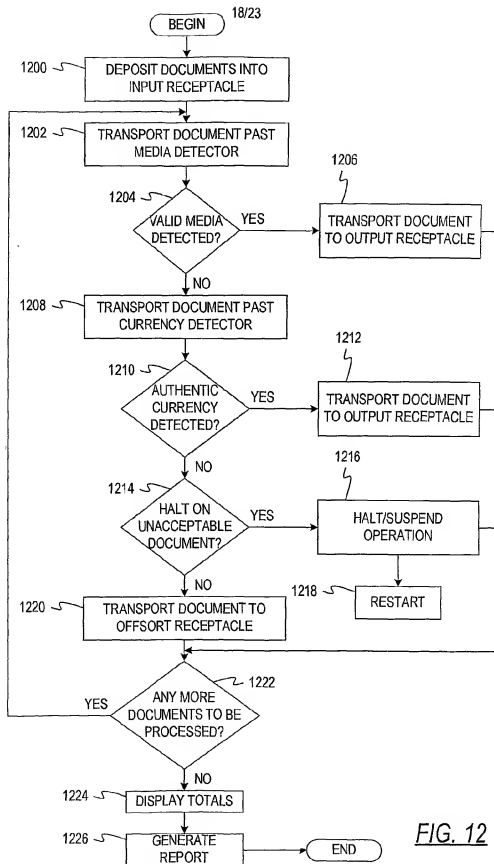 18/23
BEGIN
1200
DEPOSIT DOCUMENTS INTO
INPUT RECEPTACLE
1202
TRANSPORT DOCUMENT PAST
MEDIA DETECTOR
1204
VALID MEDIA
DETECTED?
YES
1206
TRANSPORT DOCUMENT
TO OUTPUT RECEPTACLE
NO
1208
TRANSPORT DOCUMENT PAST
CURRENCY DETECTOR
1210
AUTHENTIC
CURRENCY
DETECTED?
YES
1212
TRANSPORT DOCUMENT
TO OUTPUT RECEPTACLE
NO
1214
HALT ON
UNACCEPTABLE
DOCUMENT?
YES
1216
HALT/SUSPEND
OPERATION
1218
RESTART
NO
1220
TRANSPORT DOCUMENT TO
OFFSORT RECEPTACLE
1222
YES
ANY MORE
DOCUMENTS TO BE
PROCESSED?
NO
1224
DISPLAY TOTALS
1226
GENERATE
REPORT
END
FIG. 12